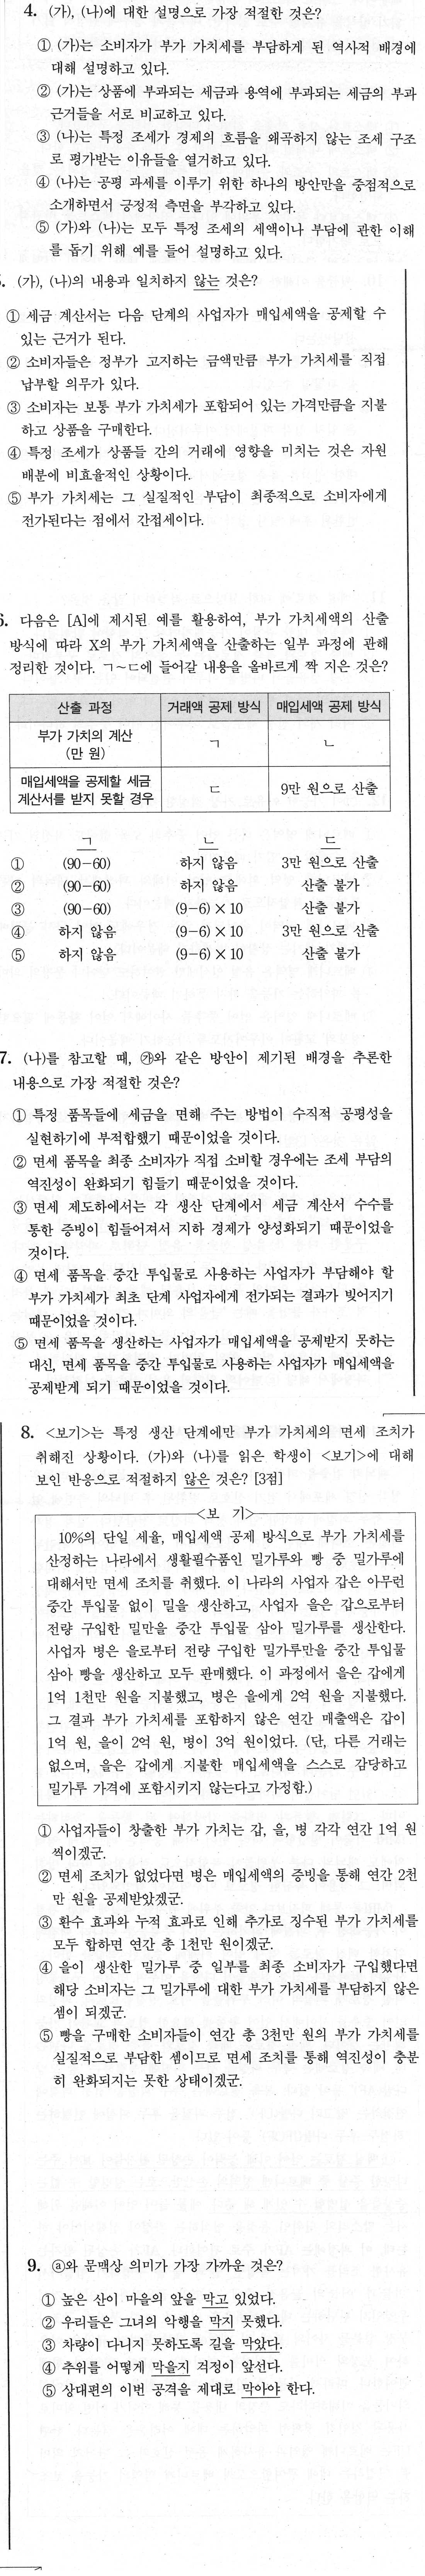 4. (가), (나)에 대한 설명으로 가장 적절한 것은?
① (가)는 소비자가 부가 가치세를 부담하게 된 역사적 배경에
대해 설명하고 있다.
② (가)는 상품에 부과되는 세금과 용역에 부과되는 세금의 부과
근거들을 서로 비교하고 있다.
③ (나)는 특정 조세가 경제의 흐름을 왜곡하지 않는 조세 구조
로 평가받는 이유들을 열거하고 있다.
④ (나)는 공평 과세를 이루기 위한 하나의 방안만을 중점적으로
소개하면서 긍정적 측면을 부각하고 있다.
⑤ (가)와 (나)는 모두 특정 조세의 세액이나 부담에 관한 이해
를 돕기 위해 예를 들어 설명하고 있다.
. (가), (나)의 내용과 일치하지 않는 것은?
① 세금 계산서는 다음 단계의 사업자가 매입세액을 공제할 수
있는 근거가 된다.
② 소비자들은 정부가 고지하는 금액만큼 부가 가치세를 직접
납부할 의무가 있다.
③ 소비자는 보통 부가 가치세가 포함되어 있는 가격만큼을 지불
하고 상품을 구매한다.
④ 특정 조세가 상품들 간의 거래에 영향을 미치는 것은 자원
배분에 비효율적인 상황이다.
⑤ 부가 가치세는 그 실질적인 부담이 최종적으로 소비자에게
전가된다는 점에서 간접세이다.
6. 다음은 [A]에 제시된 예를 활용하여, 부가 가치세액의 산출
방식에 따라 X의 부가 가치세액을 산출하는 일부 과정에 관해
정리한 것이다. ㄱ～ㄷ에 들어갈 내용을 올바르게 짝 지은 것은?
산출 과정 거래액 공제 방식 매입세액 공제 방식
부가 가치의 계산
(만 원) ㄱ ㄴ
매입세액을 공제할 세금
계산서를 받지 못할 경우 ㄷ 9만 원으로 산출
ㄱ ㄴ ㄷ
① (90-60) 하지 않음 3만 원으로 산출
② (90-60) 하지 않음 산출 불가
③ (90-60) (9-6)×10 산출 불가
④ 하지 않음 (9-6)×10 3만 원으로 산출
⑤ 하지 않음 (9-6)×10 산출 불가
7. (나)를 참고할 때, ㉮와 같은 방안이 제기된 배경을 추론한
내용으로 가장 적절한 것은?
① 특정 품목들에 세금을 면해 주는 방법이 수직적 공평성을
실현하기에 부적합했기 때문이었을 것이다.
② 면세 품목을 최종 소비자가 직접 소비할 경우에는 조세 부담의
역진성이 완화되기 힘들기 때문이었을 것이다.
③ 면세 제도하에서는 각 생산 단계에서 세금 계산서 수수를
통한 증빙이 힘들어져서 지하 경제가 양성화되기 때문이었을
것이다.
④ 면세 품목을 중간 투입물로 사용하는 사업자가 부담해야 할
부가 가치세가 최초 단계 사업자에게 전가되는 결과가 빚어지기
때문이었을 것이다.
⑤ 면세 품목을 생산하는 사업자가 매입세액을 공제받지 못하는
대신, 면세 품목을 중간 투입물로 사용하는 사업자가 매입세액을
공제받게 되기 때문이었을 것이다.
8. <보기>는 특정 생산 단계에만 부가 가치세의 면세 조치가
취해진 상황이다. (가)와 (나)를 읽은 학생이 <보기>에 대해
보인 반응으로 적절하지 않은 것은? [3점]
<보 기>
10%의 단일 세율, 매입세액 공제 방식으로 부가 가치세를
산정하는 나라에서 생활필수품인 밀가루와 빵 중 밀가루에
대해서만 면세 조치를 취했다. 이 나라의 사업자 갑은 아무런
중간 투입물 없이 밀을 생산하고, 사업자 을은 갑으로부터
전량 구입한 밀만을 중간 투입물 삼아 밀가루를 생산한다.
사업자 병은 을로부터 전량 구입한 밀가루만을 중간 투입물
삼아 빵을 생산하고 모두 판매했다. 이 과정에서 을은 갑에게
1억 1천만 원을 지불했고, 병은 을에게 2억 원을 지불했다.
그 결과 부가 가치세를 포함하지 않은 연간 매출액은 갑이
1억 원, 을이 2억 원, 병이 3억 원이었다. (단, 다른 거래는
없으며, 을은 갑에게 지불한 매입세액을 스스로 감당하고
밀가루 가격에 포함시키지 않는다고 가정함.)
① 사업자들이 창출한 부가 가치는 갑, 을, 병 각각 연간 1억 원
씩이겠군.
② 면세 조치가 없었다면 병은 매입세액의 증빙을 통해 연간 2천
만 원을 공제받았겠군.
③ 환수 효과와 누적 효과로 인해 추가로 징수된 부가 가치세를
모두 합하면 연간 총 1천만 원이겠군.
④ 을이 생산한 밀가루 중 일부를 최종 소비자가 구입했다면
해당 소비자는 그 밀가루에 대한 부가 가치세를 부담하지 않은
셈이 되겠군.
⑤ 빵을 구매한 소비자들이 연간 총 3천만 원의 부가 가치세를
실질적으로 부담한 셈이므로 면세 조치를 통해 역진성이 충분
히 완화되지는 못한 상태이겠군.
9. ⓐ와 문맥상 의미가 가장 가까운 것은?
① 높은 산이 마을의 앞을 막고 있었다.
② 우리들은 그녀의 악행을 막지 못했다.
③ 차량이 다니지 못하도록 길을 막았다.
④ 추위를 어떻게 막을지 걱정이 앞선다.
⑤ 상대편의 이번 공격을 제대로 막아야 한다.